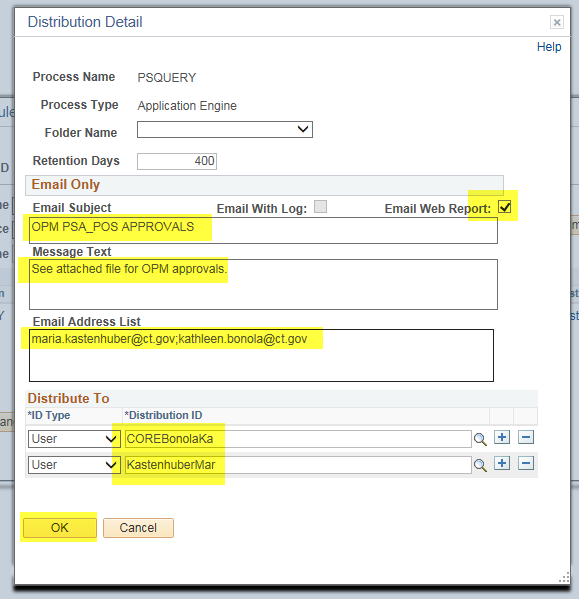 Distribution Detail
Help
Process Name PSQUERY
Process Type Application Engine
Folder Name
Retention Days 400
Email Only
Email Subject Email With Log: Email Web Report:
OPM PSA_POS APPROVALS
Message Text
See attached file for OPM approvals.
Email Address List
maria.kastenhuber@ct.gov;kathleen.bonola@ct.gov
Distribute To
*ID Type *Distribution ID
User COREBonolaKa
User KastenhuberMar
OK Cancel